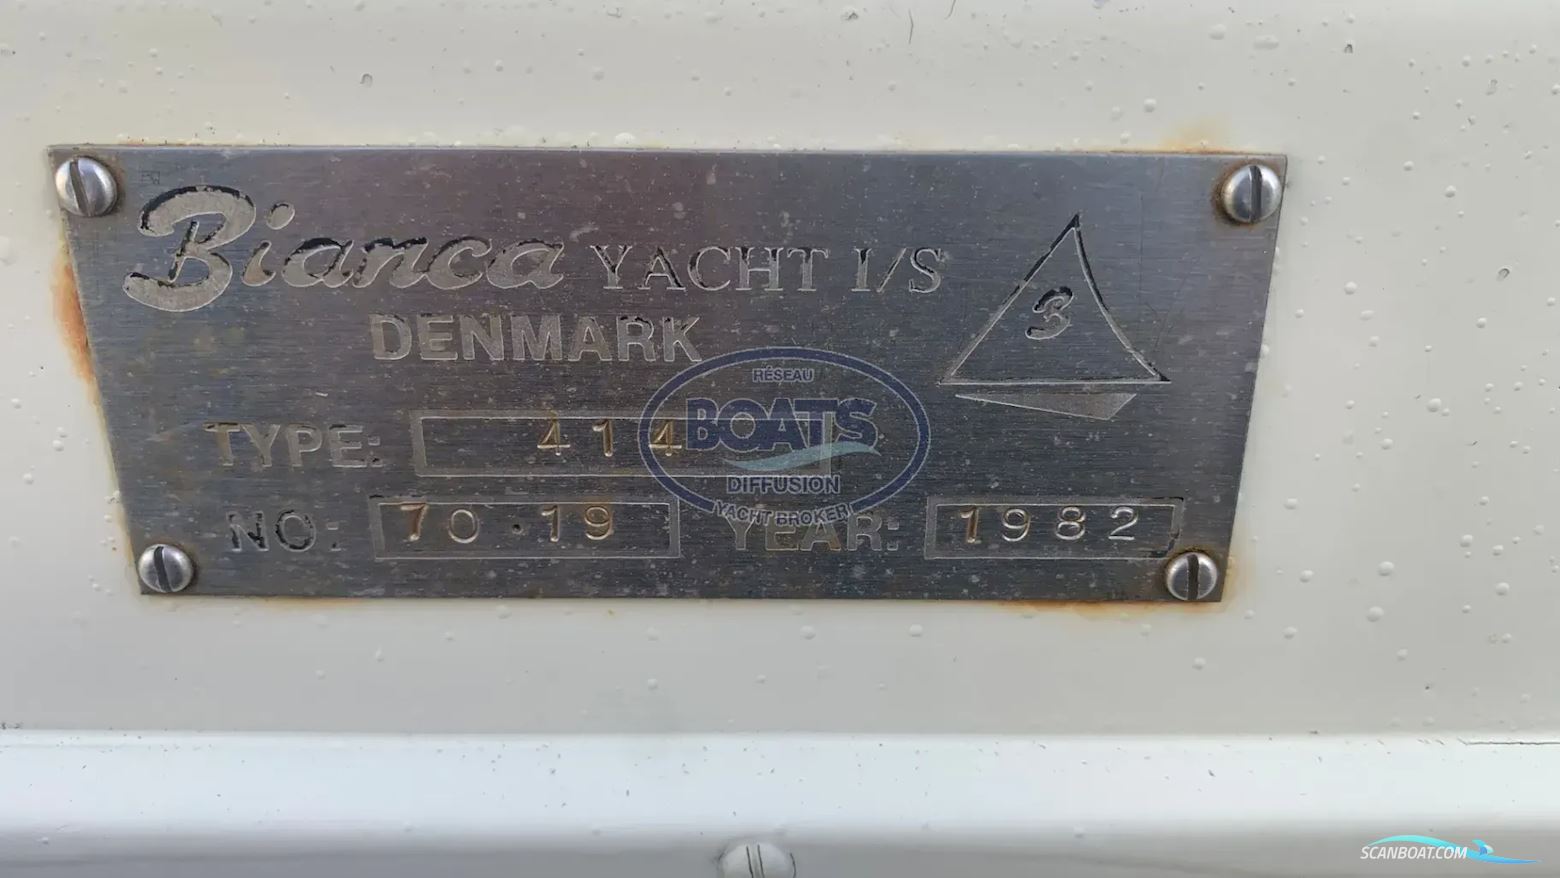 Bianca YACHT I/S
3
DENMARK
RÉSEAU
BOATS
DIFFUSION
YACHT BROKER
TYPE: 414
NO: 70.19 YEAR: 1982
SCANBOAT.COM